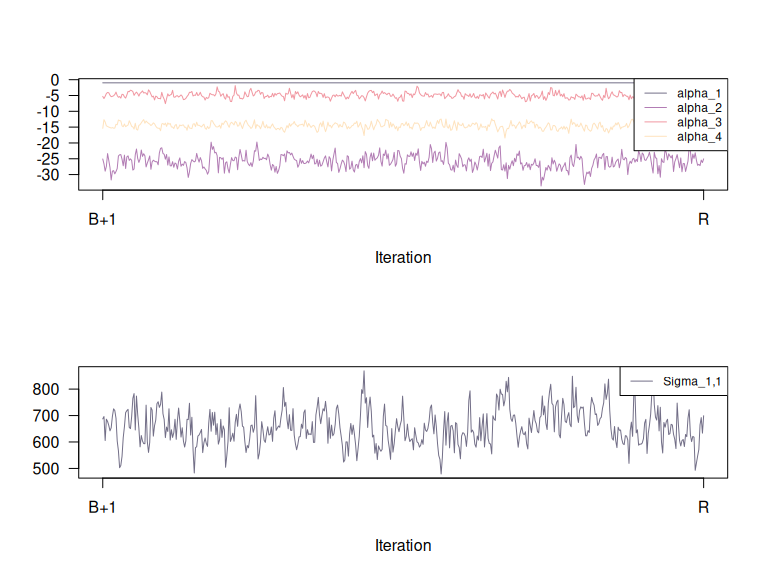 0
-5
-10
-15
-20
-25
-30
alpha_1
alpha_2
alpha_3
alpha_4
B+1
R
Iteration
800
700
600
500
Sigma_1,1
B+1
R
Iteration